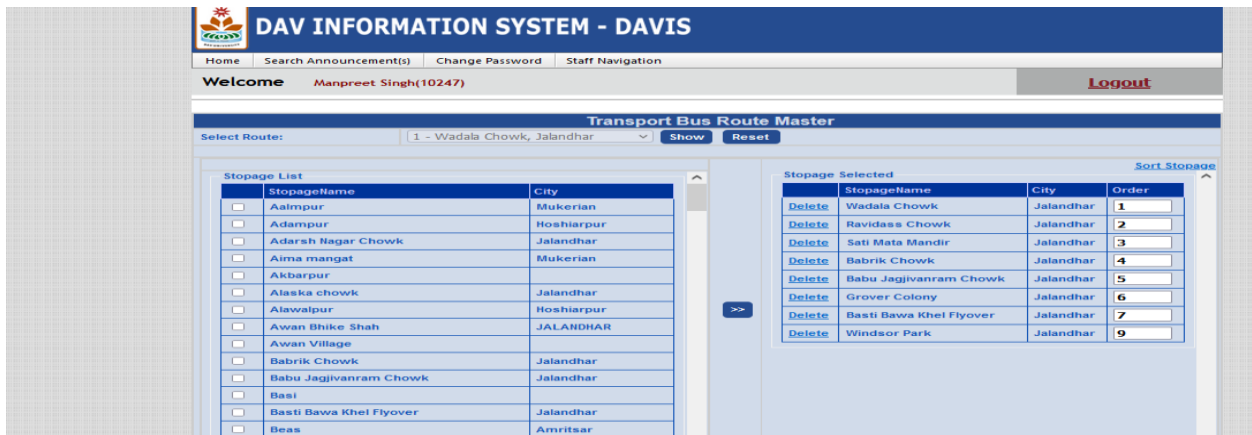 DAV INFORMATION SYSTEM - DAVIS
Home Search Announcement(s) Change Password Staff Navigation
Welcome Manpreet Singh(10247) Logout
Transport Bus Route Master
Select Route: 1 - Wadala Chowk, Jalandhar Show Reset
Stopage List
StopageName City
Aalmpur Mukerian
Adampur Hoshiarpur
Adarsh Nagar Chowk Jalandhar
Aima mangat Mukerian
Akbarpur
Alaska chowk Jalandhar
Alawalpur Hoshiarpur
Awan Bhike Shah JALANDHAR
Awan Village
Babrik Chowk Jalandhar
Babu Jagjivanram Chowk Jalandhar
Basi
Basti Bawa Khel Flyover Jalandhar
Beas Amritsar
>>
Sort Stopage
Stopage Selected
StopageName City Order
Delete Wadala Chowk Jalandhar 1
Delete Ravidass Chowk Jalandhar 2
Delete Sati Mata Mandir Jalandhar 3
Delete Babrik Chowk Jalandhar 4
Delete Babu Jagjivanram Chowk Jalandhar 5
Delete Grover Colony Jalandhar 6
Delete Basti Bawa Khel Flyover Jalandhar 7
Delete Windsor Park Jalandhar 9